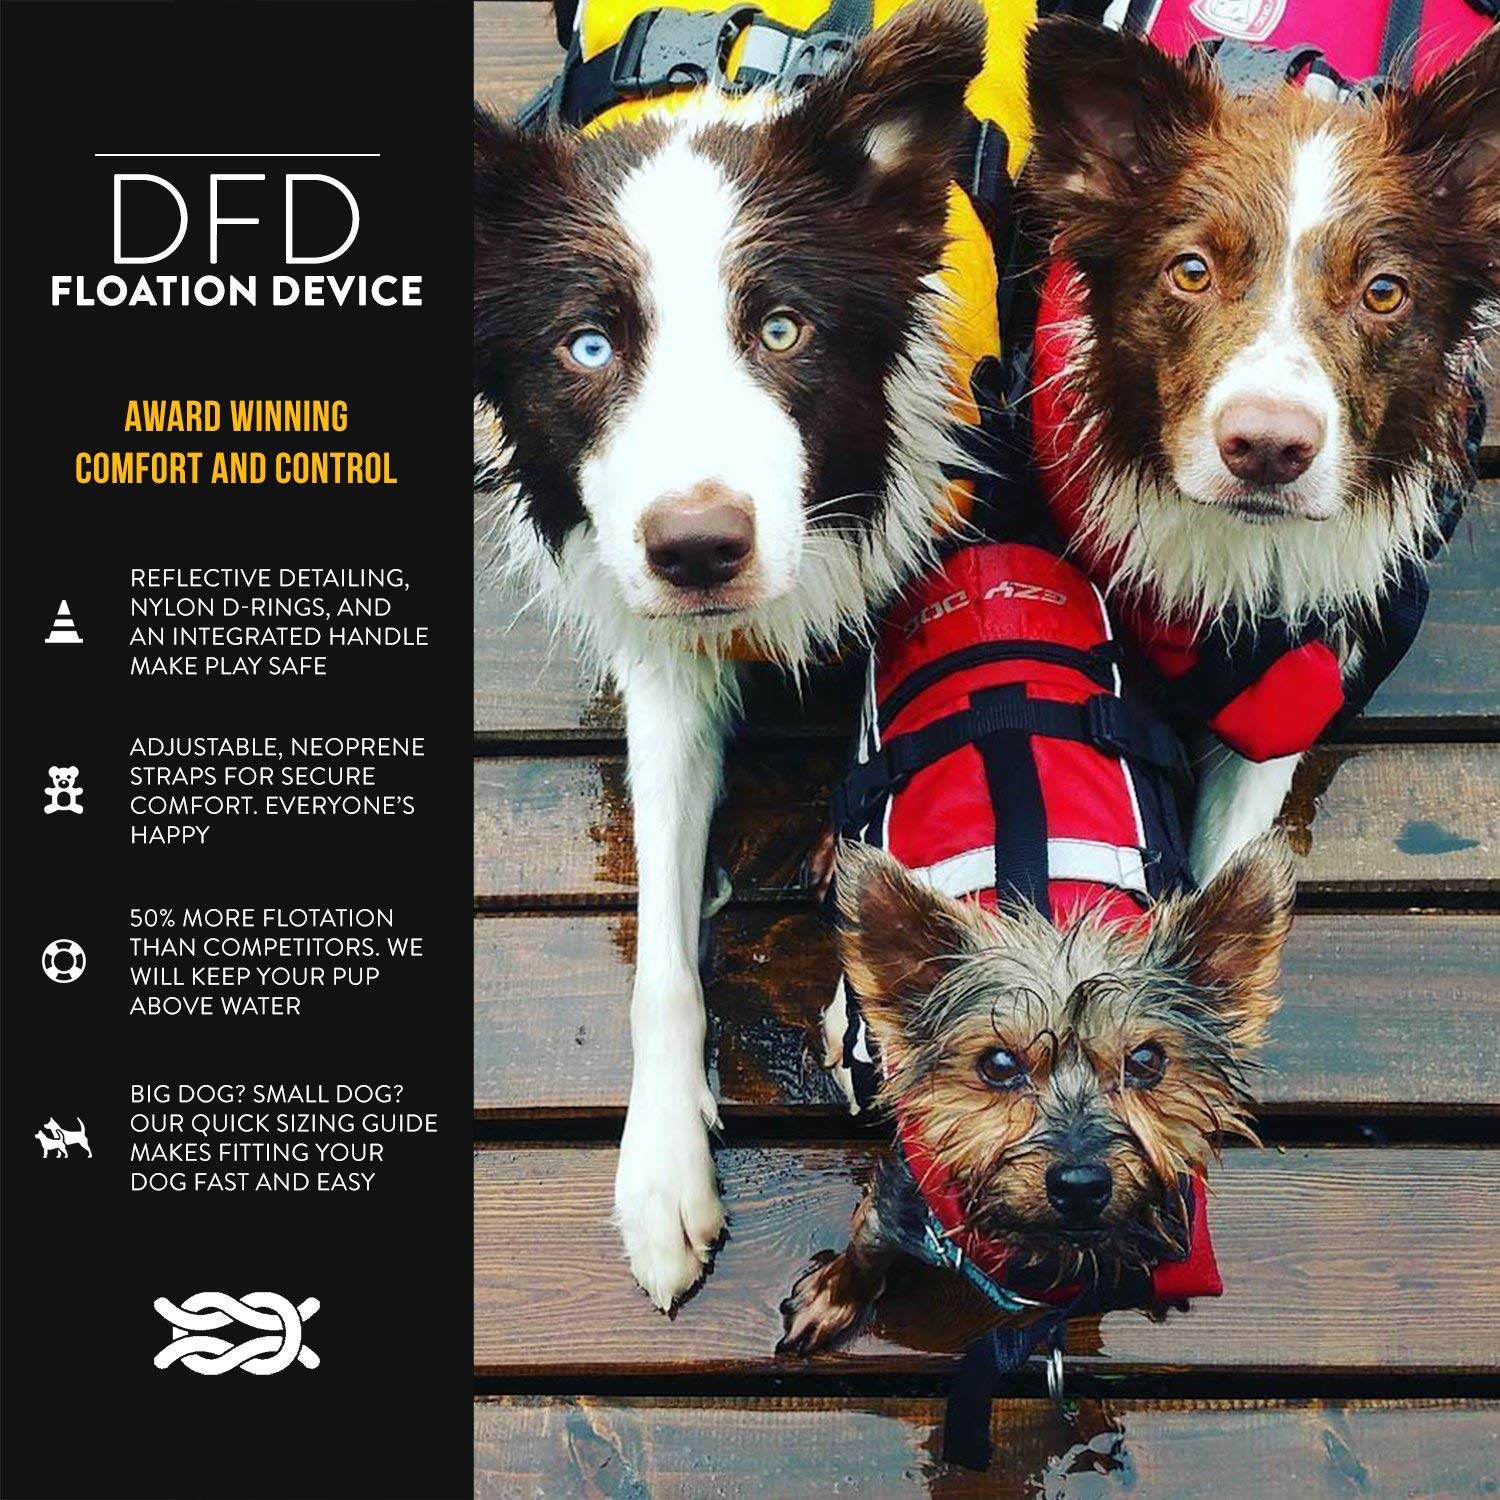 DFD
FLOATION DEVICE
AWARD WINNING
COMFORT AND CONTROL
REFLECTIVE DETAILING,
NYLON D-RINGS, AND
AN INTEGRATED HANDLE
MAKE PLAY SAFE
ADJUSTABLE, NEOPRENE
STRAPS FOR SECURE
COMFORT. EVERYONE'S
HAPPY
50% MORE FLOTATION
THAN COMPETITORS. WE
WILL KEEP YOUR PUP
ABOVE WATER
BIG DOG? SMALL DOG?
OUR QUICK SIZING GUIDE
MAKES FITTING YOUR
DOG FAST AND EASY
EZY DOG